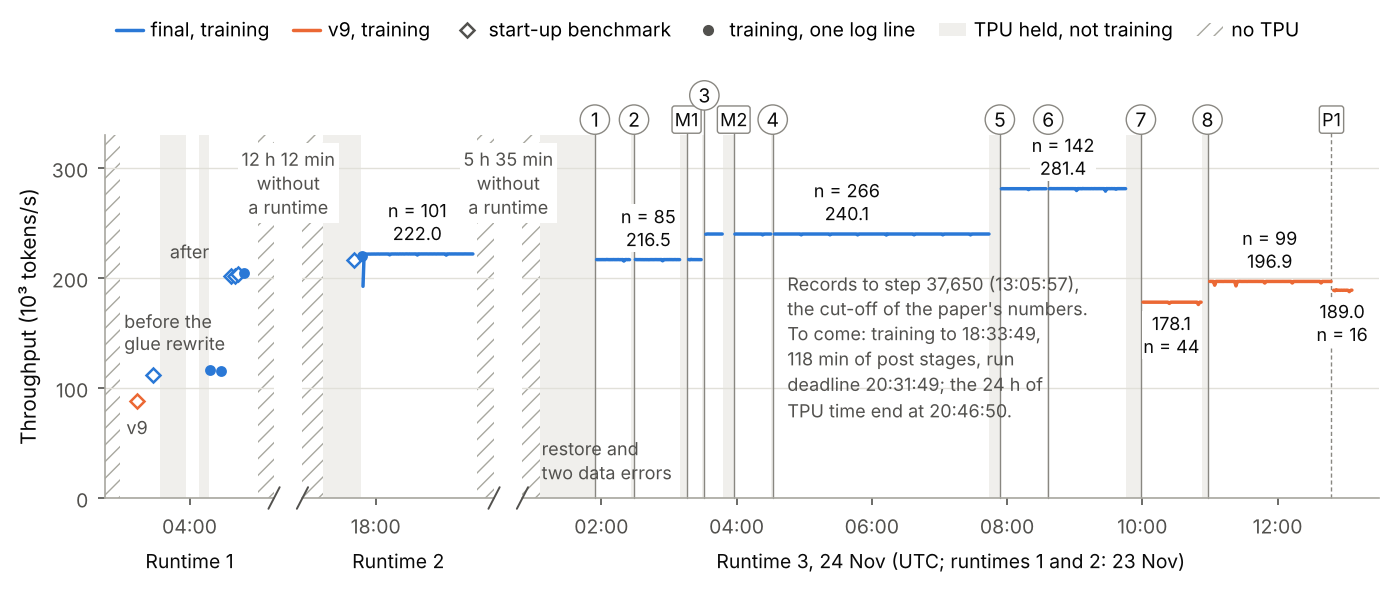 final, training
v9, training
start-up benchmark
training, one log line
TPU held, not training
no TPU
3
1
2
M1
M2
4
5
6
7
8
P1
Throughput (10³ tokens/s)
300
200
100
0
12 h 12 min
without
a runtime
5 h 35 min
without
a runtime
after
before the
glue rewrite
v9
n = 101
222.0
n = 85
216.5
n = 266
240.1
n = 142
281.4
178.1
n = 44
n = 99
196.9
189.0
n = 16
Records to step 37,650 (13:05:57),
the cut-off of the paper's numbers.
To come: training to 18:33:49,
118 min of post stages, run
deadline 20:31:49; the 24 h of
TPU time end at 20:46:50.
restore and
two data errors
04:00
18:00
02:00
04:00
06:00
08:00
10:00
12:00
Runtime 1
Runtime 2
Runtime 3, 24 Nov (UTC; runtimes 1 and 2: 23 Nov)